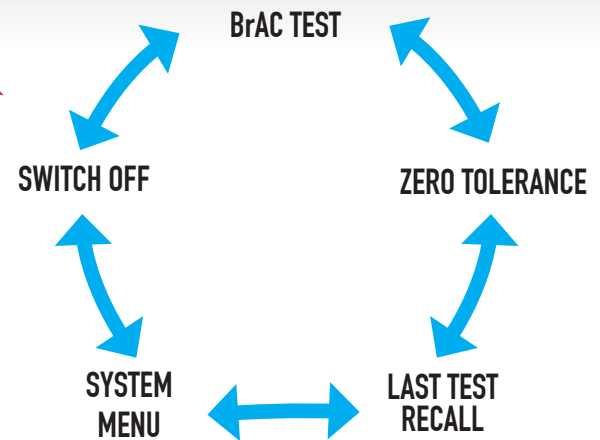 BrAC TEST
SWITCH OFF
ZERO TOLERANCE
SYSTEM
MENU
LAST TEST
RECALL